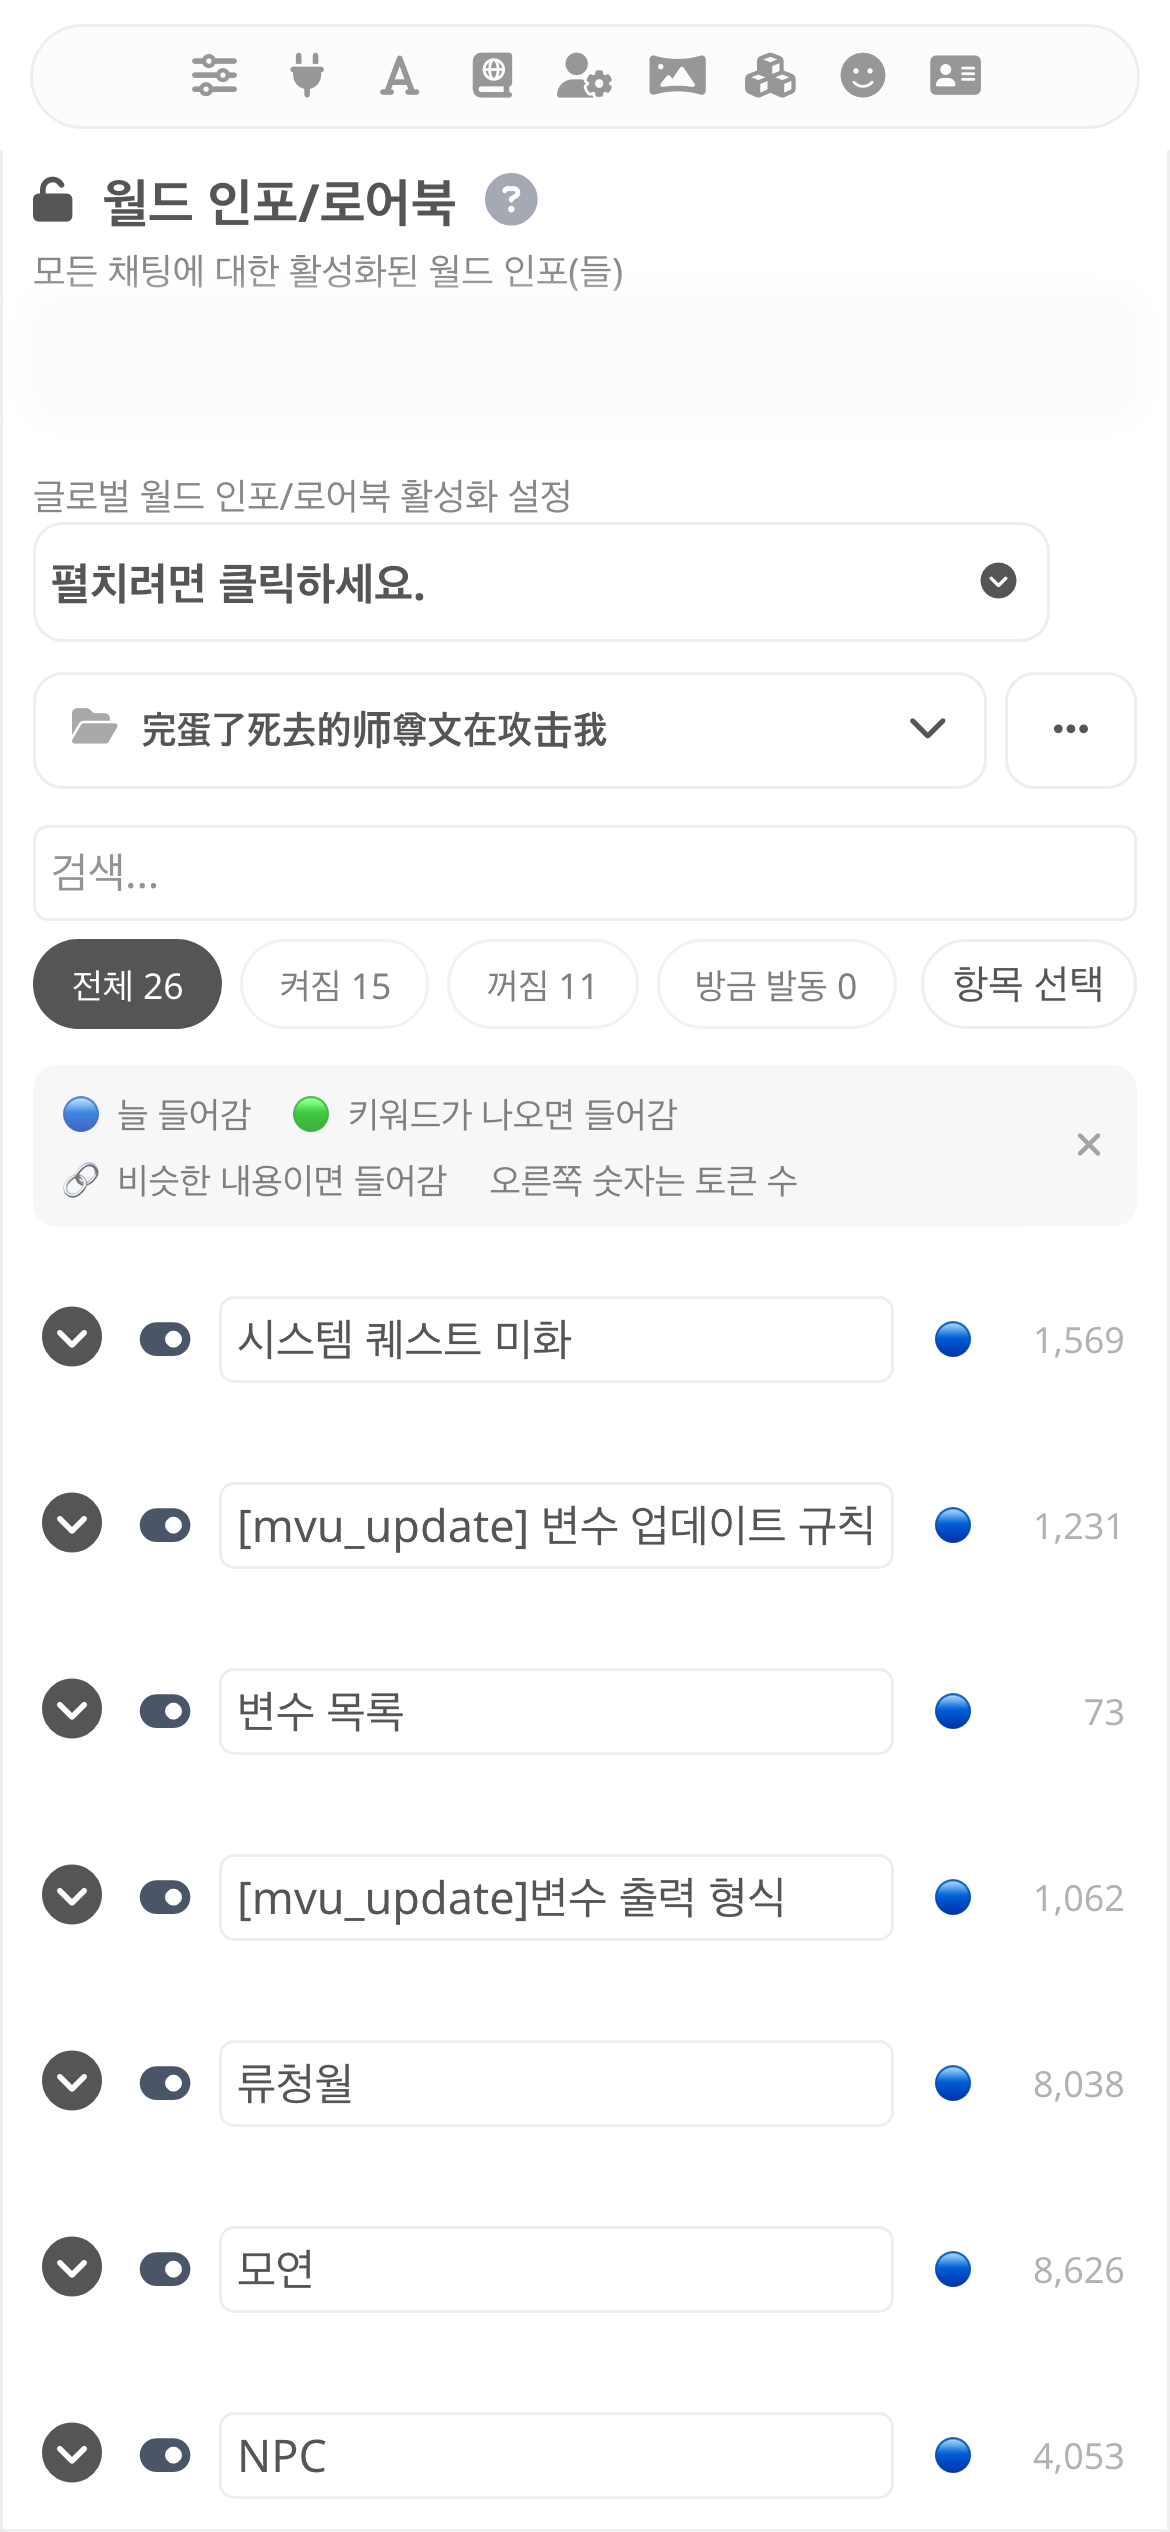 월드 인포/로어북 ?
모든 채팅에 대한 활성화된 월드 인포(들)
글로벌 월드 인포/로어북 활성화 설정
펼치려면 클릭하세요.
完蛋了死去的师尊文在攻击我
검색...
전체 26 켜짐 15 꺼짐 11 방금 발동 0 항목 선택
늘 들어감 키워드가 나오면 들어감
비슷한 내용이면 들어감 오른쪽 숫자는 토큰 수
시스템 퀘스트 미화 1,569
[mvu_update] 변수 업데이트 규칙 1,231
변수 목록 73
[mvu_update]변수 출력 형식 1,062
류청월 8,038
모연 8,626
NPC 4,053